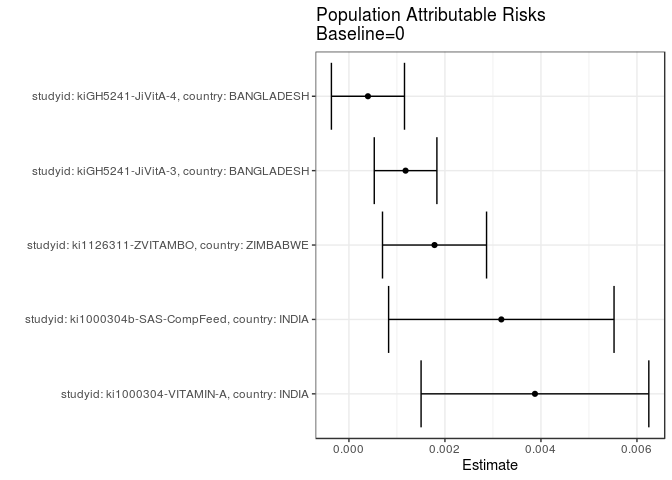 Population Attributable Risks
Baseline=0
studyid: kiGH5241-JiVitA-4, country: BANGLADESH
studyid: kiGH5241-JiVitA-3, country: BANGLADESH
studyid: ki1126311-ZVITAMBO, country: ZIMBABWE
studyid: ki1000304b-SAS-CompFeed, country: INDIA
studyid: ki1000304-VITAMIN-A, country: INDIA
0.000 0.002 0.004 0.006
Estimate